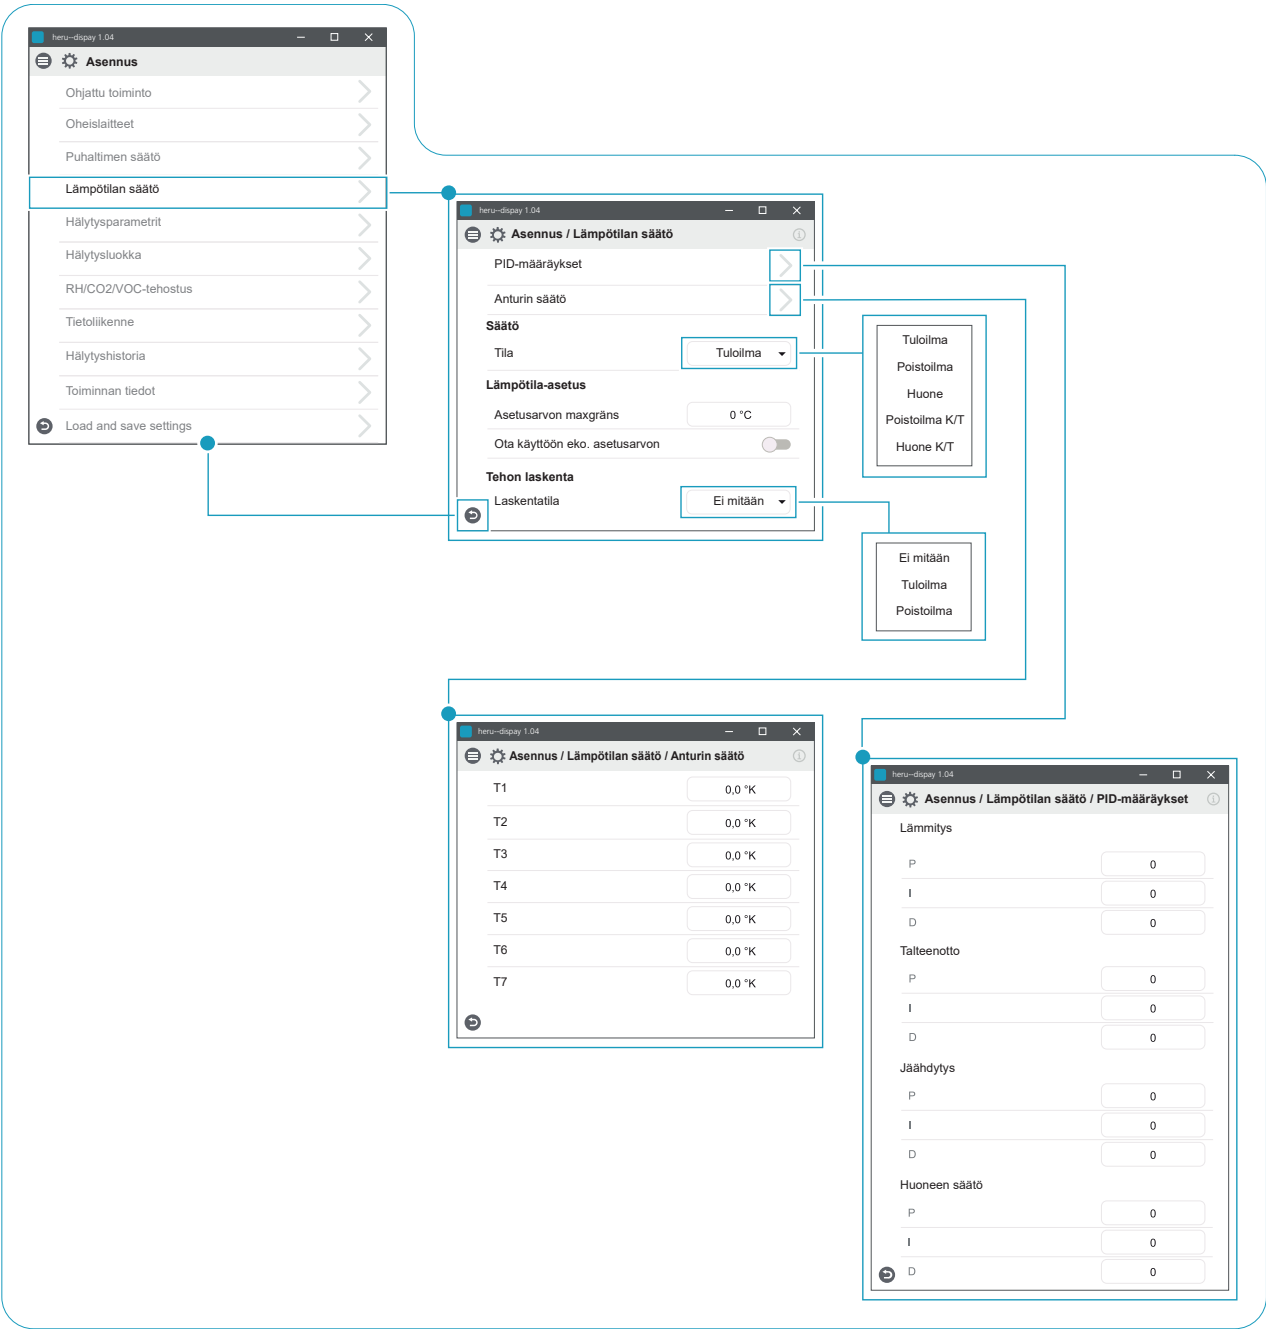 heru--dispay 1.04
Asennus
Ohjattu toiminto
Oheislaitteet
Puhaltimen säätö
Lämpötilan säätö
Hälytysparametrit
Hälytysluokka
RH/CO2/VOC-tehostus
Tietoliikenne
Hälytyshistoria
Toiminnan tiedot
Load and save settings
heru--dispay 1.04
Asennus / Lämpötilan säätö
PID-määräykset
Anturin säätö
Säätö
Tila Tuloilma
Lämpötila-asetus
Asetusarvon maxgräns 0 °C
Ota käyttöön eko. asetusarvon
Tehon laskenta
Laskentatila Ei mitään
Tuloilma
Poistoilma
Huone
Poistoilma K/T
Huone K/T
Ei mitään
Tuloilma
Poistoilma
heru--dispay 1.04
Asennus / Lämpötilan säätö / Anturin säätö
T1 0,0 °K
T2 0,0 °K
T3 0,0 °K
T4 0,0 °K
T5 0,0 °K
T6 0,0 °K
T7 0,0 °K
heru--dispay 1.04
Asennus / Lämpötilan säätö / PID-määräykset
Lämmitys
P 0
I 0
D 0
Talteenotto
P 0
I 0
D 0
Jäähdytys
P 0
I 0
D 0
Huoneen säätö
P 0
I 0
D 0